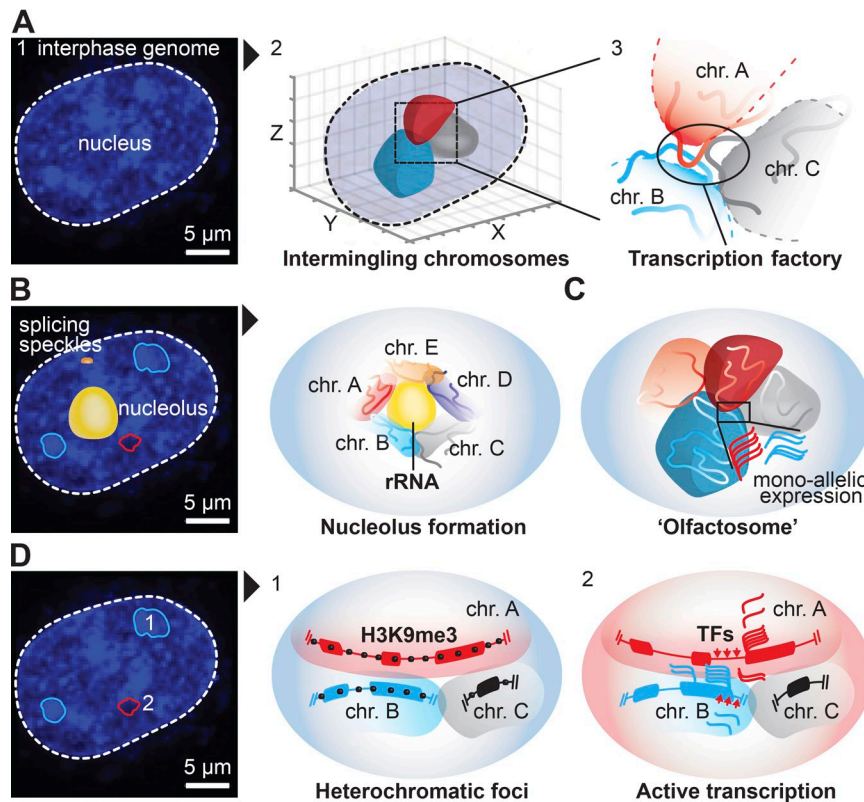 A
1 interphase genome
nucleus
5 µm
2
Z
Y
X
Intermingling chromosomes
3
chr. A
chr. B
chr. C
Transcription factory
B
splicing
speckles
nucleolus
5 µm
chr. E
chr. A
chr. D
chr. B
chr. C
rRNA
Nucleolus formation
C
mono-allelic
expression
'Olfactosome'
D
1
2
5 µm
1
chr. A
H3K9me3
chr. B
chr. C
Heterochromatic foci
2
chr. A
TFs
chr. B
chr. C
Active transcription